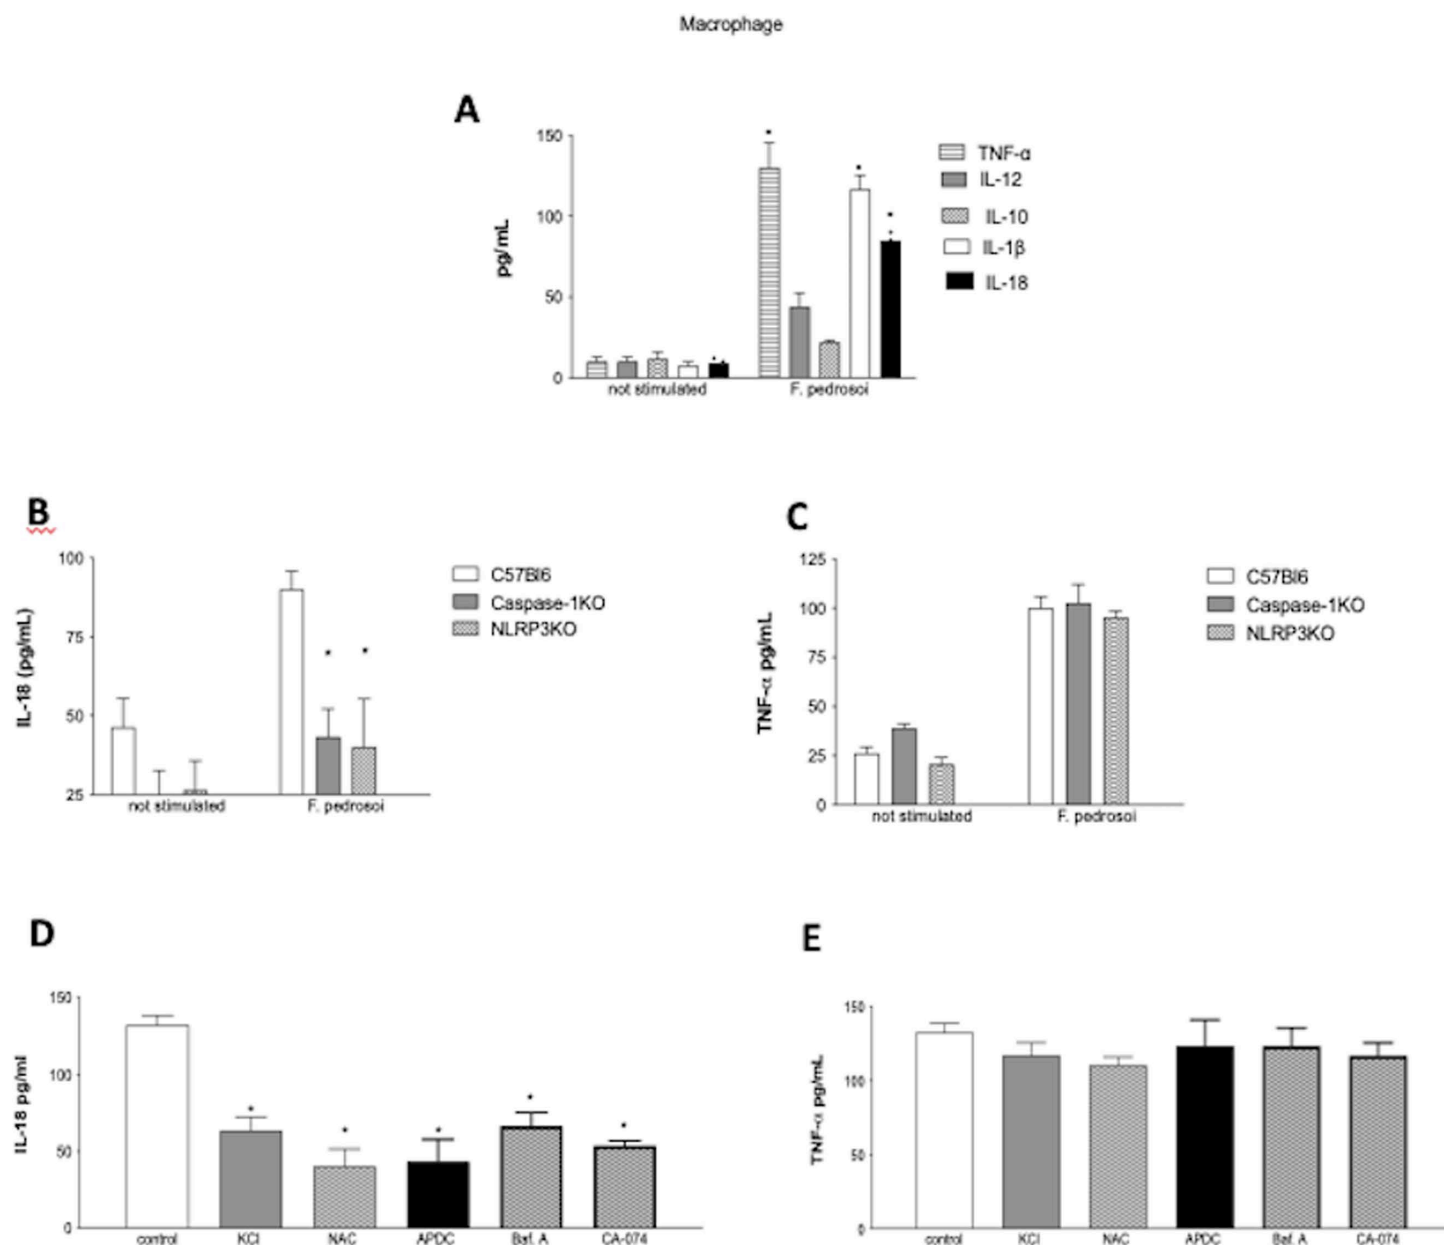 Macrophage
A
150
100
50
0
pg/mL
not stimulated
F. pedrosoi
TNF-α
IL-12
IL-10
IL-1β
IL-18
B
100
75
50
25
IL-18 (pg/mL)
not stimulated
F. pedrosoi
C57Bl6
Caspase-1KO
NLRP3KO
C
125
100
75
50
25
0
TNF-α pg/mL
not stimulated
F. pedrosoi
C57Bl6
Caspase-1KO
NLRP3KO
D
150
100
50
0
IL-18 pg/ml
control
KCl
NAC
APDC
Baf. A
CA-074
E
150
100
50
0
TNF-α pg/mL
control
KCl
NAC
APDC
Baf. A
CA-074